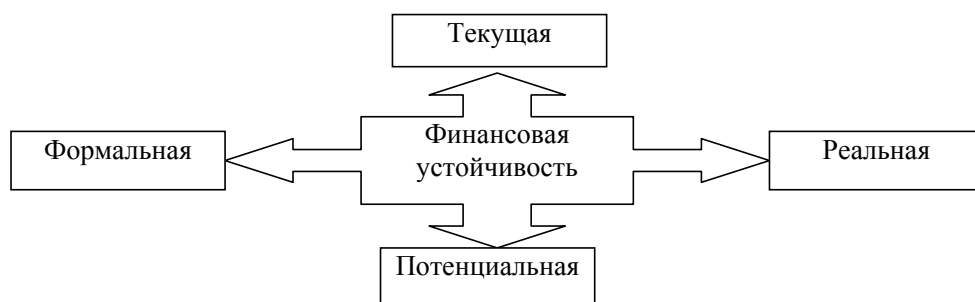 Текущая
Формальная
Финансовая
устойчивость
Реальная
Потенциальная